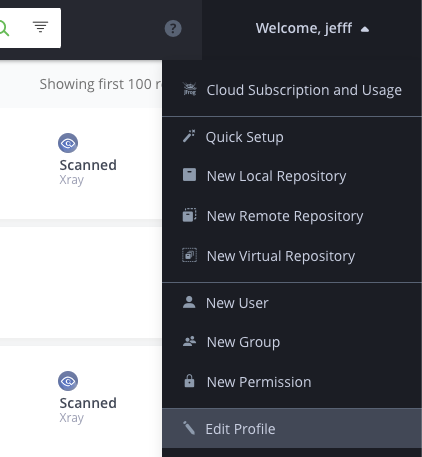 ?
Welcome, jefff
Showing first 100 r
Cloud Subscription and Usage
Quick Setup
Scanned
Xray
New Local Repository
New Remote Repository
New Virtual Repository
New User
New Group
New Permission
Scanned
Xray
Edit Profile